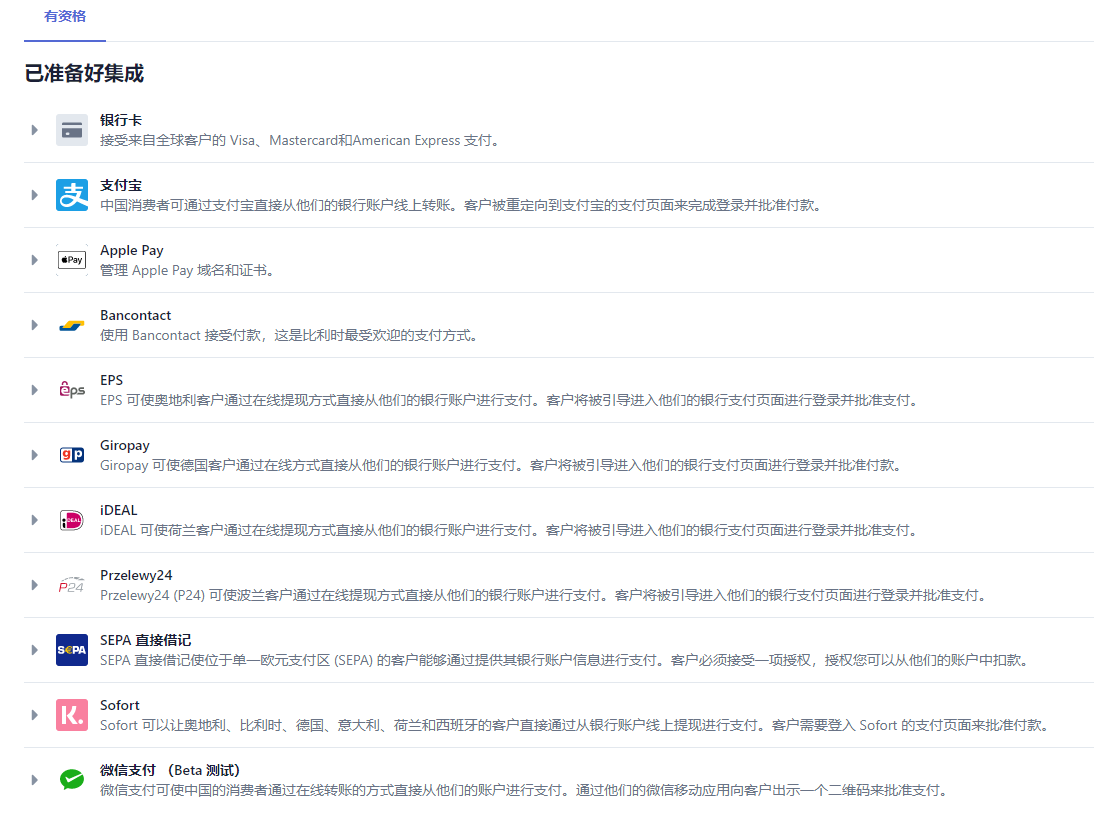 有资格
已准备好集成
银行卡
接受来自全球客户的 Visa、Mastercard和American Express 支付。
支
支付宝
中国消费者可通过支付宝直接从他们的银行账户线上转账。客户被重定向到支付宝的支付页面来完成登录并批准付款。
Pay
Apple Pay
管理 Apple Pay 域名和证书。
Bancontact
使用 Bancontact 接受付款，这是比利时最受欢迎的支付方式。
eps
EPS
EPS 可使奥地利客户通过在线提现方式直接从他们的银行账户进行支付。客户将被引导进入他们的银行支付页面进行登录并批准支付。
gp
Giropay
Giropay 可使德国客户通过在线方式直接从他们的银行账户进行支付。客户将被引导进入他们的银行支付页面进行登录并批准付款。
iDEAL
iDEAL
iDEAL 可使荷兰客户通过在线提现方式直接从他们的银行账户进行支付。客户将被引导进入他们的银行支付页面进行登录并批准支付。
P24
Przelewy24
Przelewy24 (P24) 可使波兰客户通过在线提现方式直接从他们的银行账户进行支付。客户将被引导进入他们的银行支付页面进行登录并批准支付。
S€PA
SEPA 直接借记
SEPA 直接借记使位于单一欧元支付区 (SEPA) 的客户能够通过提供其银行账户信息进行支付。客户必须接受一项授权，授权您可以从他们的账户中扣款。
K.
Sofort
Sofort 可以让奥地利、比利时、德国、意大利、荷兰和西班牙的客户直接通过从银行账户线上提现进行支付。客户需要登入 Sofort 的支付页面来批准付款。
微信支付 （Beta 测试）
微信支付可使中国的消费者通过在线转账的方式直接从他们的账户进行支付。通过他们的微信移动应用向客户出示一个二维码来批准支付。